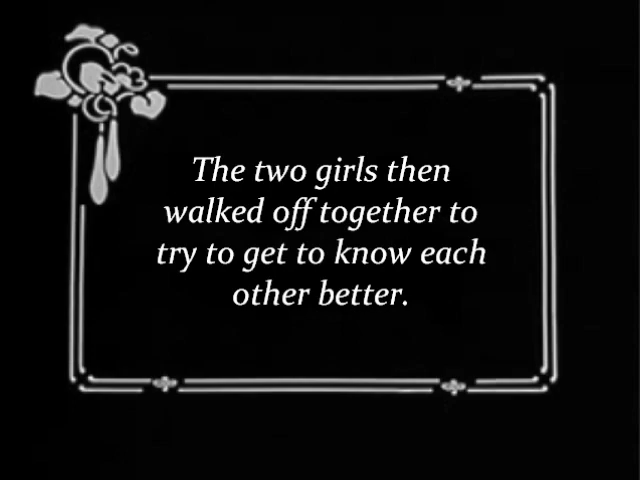 The two girls then
walked off together to
try to get to know each
other better.